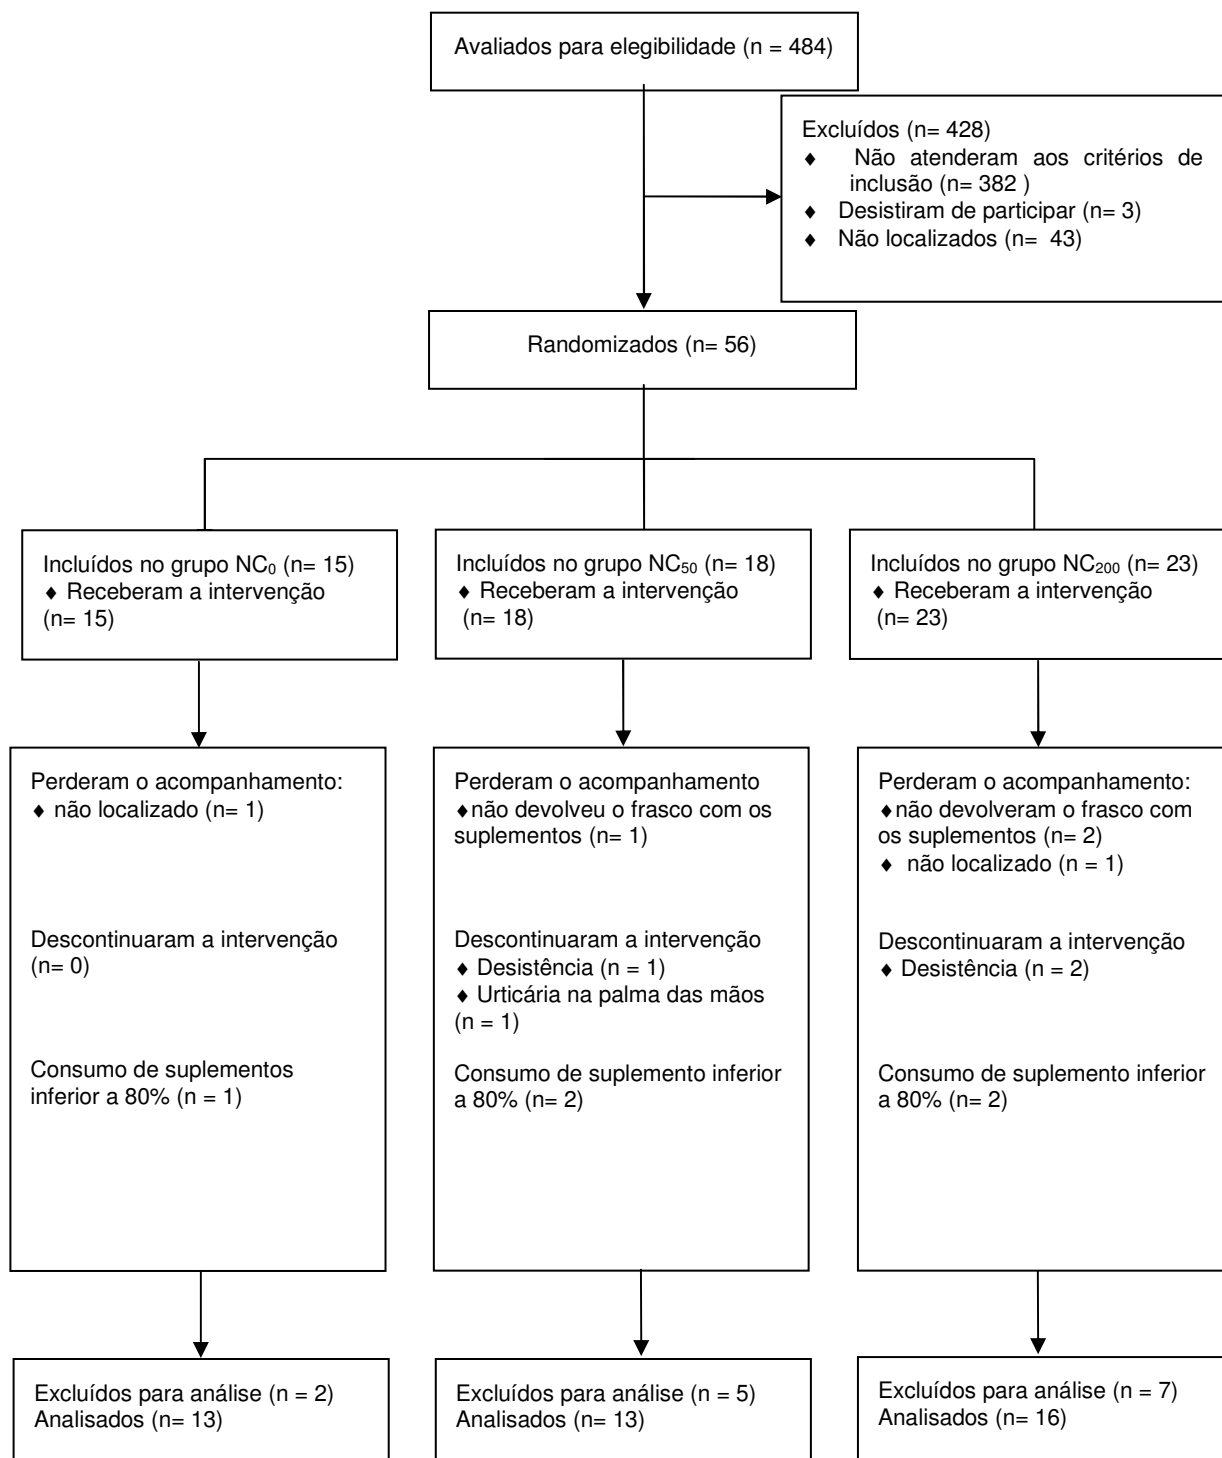 Avaliados para elegibilidade (n = 484)
Excluídos (n= 428)
♦ Não atenderam aos critérios de
inclusão (n= 382 )
♦ Desistiram de participar (n= 3)
♦ Não localizados (n= 43)
Randomizados (n= 56)
Incluídos no grupo NC₀ (n= 15)
♦ Receberam a intervenção
(n= 15)
Incluídos no grupo NC₅₀ (n= 18)
♦ Receberam a intervenção
(n= 18)
Incluídos no grupo NC₂₀₀ (n= 23)
♦ Receberam a intervenção
(n= 23)
Perderam o acompanhamento:
♦ não localizado (n= 1)
Descontinuaram a intervenção
(n= 0)
Consumo de suplementos
inferior a 80% (n = 1)
Perderam o acompanhamento
♦não devolveu o frasco com os
suplementos (n= 1)
Descontinuaram a intervenção
♦ Desistência (n = 1)
♦ Urticária na palma das mãos
(n = 1)
Consumo de suplemento inferior
a 80% (n= 2)
Perderam o acompanhamento:
♦não devolveram o frasco com
os suplementos (n = 2)
♦ não localizado (n = 1)
Descontinuaram a intervenção
♦ Desistência (n = 2)
Consumo de suplemento inferior
a 80% (n= 2)
Excluídos para análise (n = 2)
Analisados (n= 13)
Excluídos para análise (n = 5)
Analisados (n= 13)
Excluídos para análise (n = 7)
Analisados (n= 16)